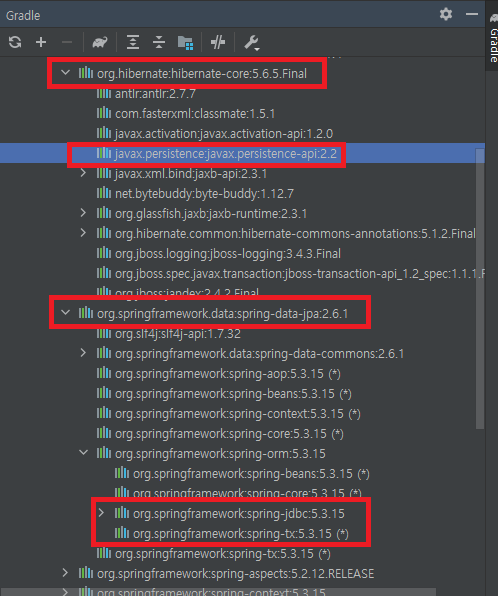 Gradle
Gradle
org.hibernate:hibernate-core:5.6.5.Final
antlr:antlr:2.7.7
com.fasterxml:classmate:1.5.1
javax.activation:javax.activation-api:1.2.0
javax.persistence:javax.persistence-api:2.2
javax.xml.bind:jaxb-api:2.3.1
net.bytebuddy:byte-buddy:1.12.7
org.glassfish.jaxb:jaxb-runtime:2.3.1
org.hibernate.common:hibernate-commons-annotations:5.1.2.Final
org.jboss.logging:jboss-logging:3.4.3.Final
org.jboss.spec.javax.transaction:jboss-transaction-api_1.2_spec:1.1.1.F
org.jboss:jandex:2.4.2.Final
org.springframework.data:spring-data-jpa:2.6.1
org.slf4j:slf4j-api:1.7.32
org.springframework.data:spring-data-commons:2.6.1
org.springframework:spring-aop:5.3.15 (*)
org.springframework:spring-beans:5.3.15 (*)
org.springframework:spring-context:5.3.15 (*)
org.springframework:spring-core:5.3.15 (*)
org.springframework:spring-orm:5.3.15
org.springframework:spring-beans:5.3.15 (*)
org.springframework:spring-core:5.3.15 (*)
org.springframework:spring-jdbc:5.3.15
org.springframework:spring-tx:5.3.15 (*)
org.springframework:spring-tx:5.3.15 (*)
org.springframework:spring-aspects:5.2.12.RELEASE
org.springframework:spring-context:5.3.15